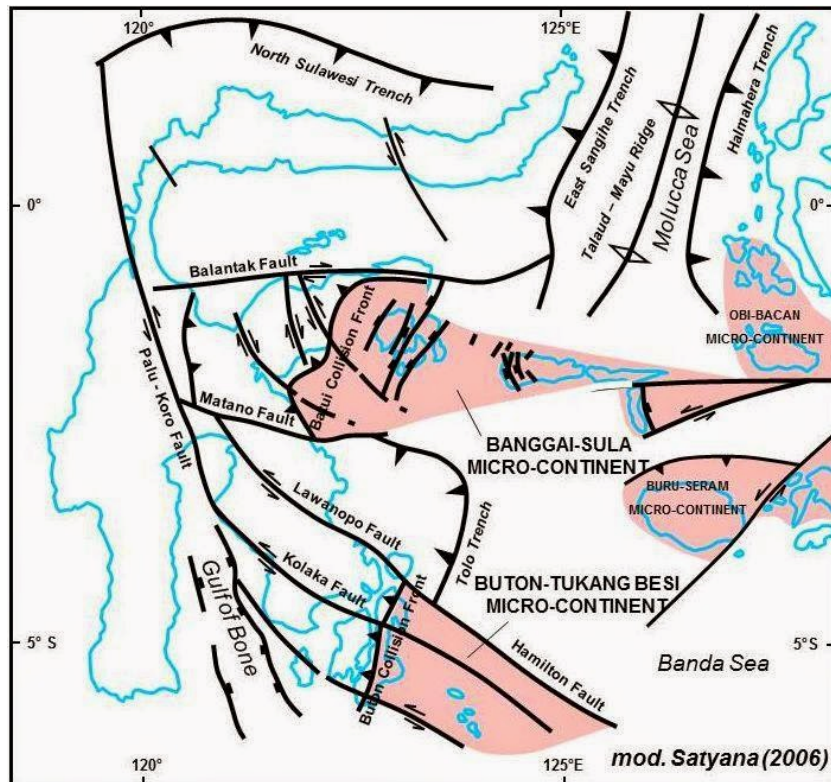 120°
125°E
North Sulawesi Trench
East Sangihe Trench
Talaud – Mayu Ridge
Molucca Sea
Halmahera Trench
0°
0°
Balantak Fault
OBI-BACAN
MICRO-CONTINENT
Palu - Koro Fault
Batui Collision Front
Matano Fault
BANGGAI-SULA
MICRO-CONTINENT
BURU-SERAM
MICRO-CONTINENT
Lawanopo Fault
Tolo Trench
Kolaka Fault
Gulf of Bone
BUTON-TUKANG BESI
MICRO-CONTINENT
Buton Collision Front
Hamilton Fault
5° S
5°S
Banda Sea
120°
125°E
mod. Satyana (2006)